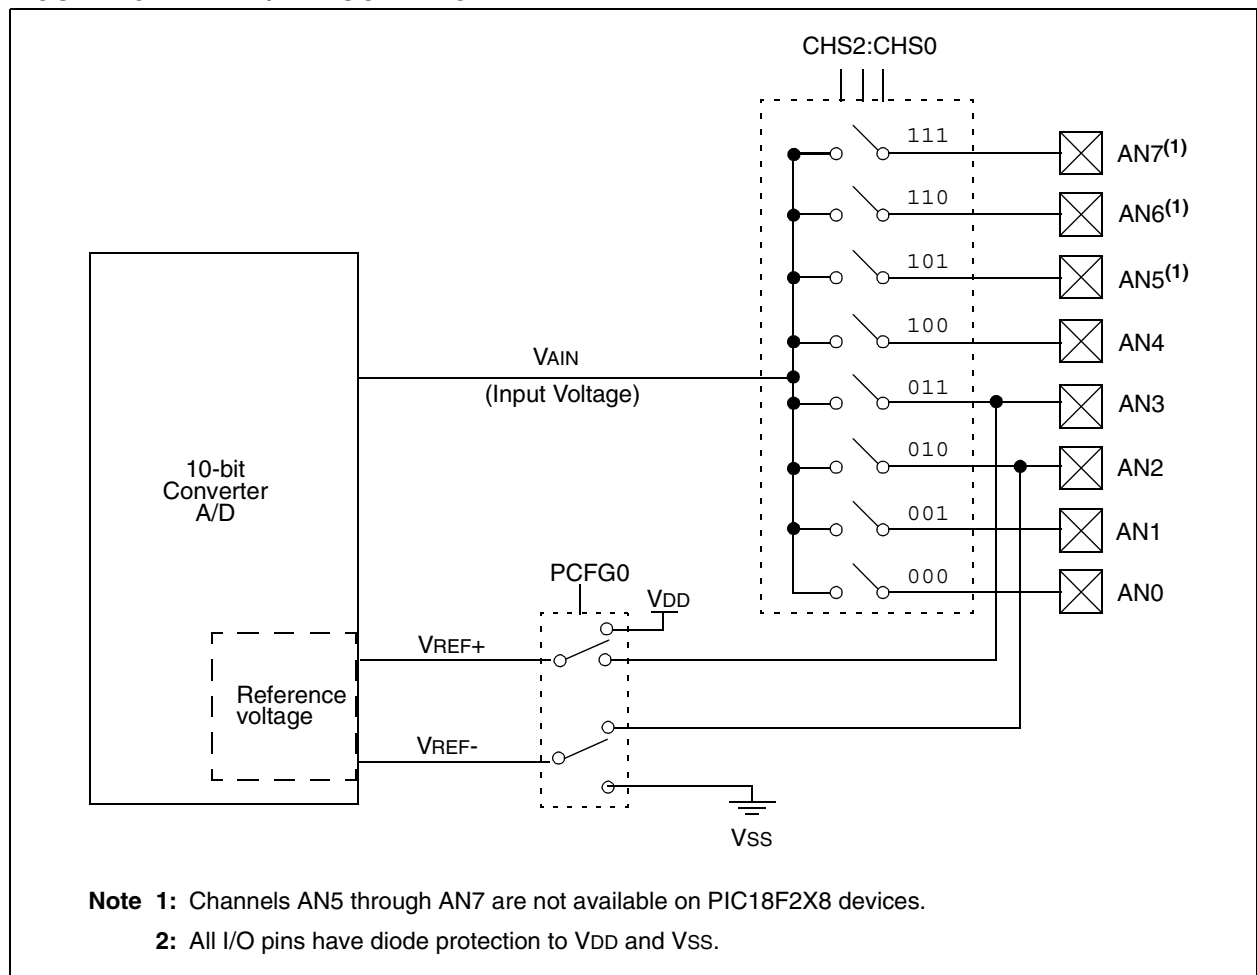 CHS2:CHS0
111
AN7(1)
110
AN6(1)
101
AN5(1)
100
AN4
VAIN
(Input Voltage)
011
AN3
010
AN2
10-bit
Converter
A/D
001
AN1
PCFG0
VDD
000
AN0
VREF+
Reference
voltage
VREF-
VSS
Note 1: Channels AN5 through AN7 are not available on PIC18F2X8 devices.
2: All I/O pins have diode protection to VDD and VSS.